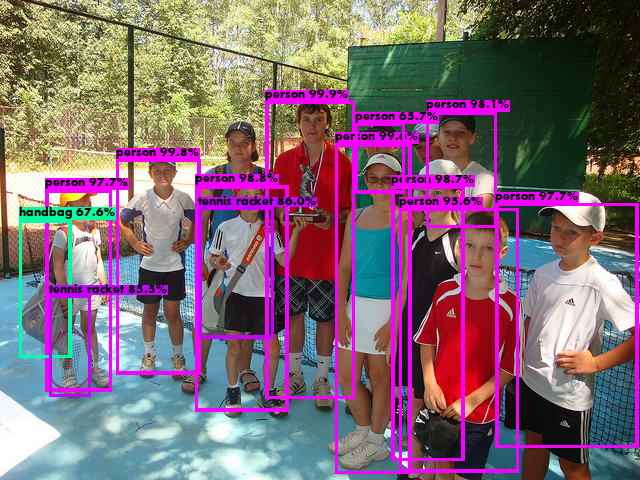 person 99.9%
person 98.1%
person 63.7%
person 99.0%
person 99.8%
person 97.7%
person 98.8%
person 98.7%
person 97.7%
tennis racket 86.0%
person 95.6%
handbag 67.6%
tennis racket 85.5%